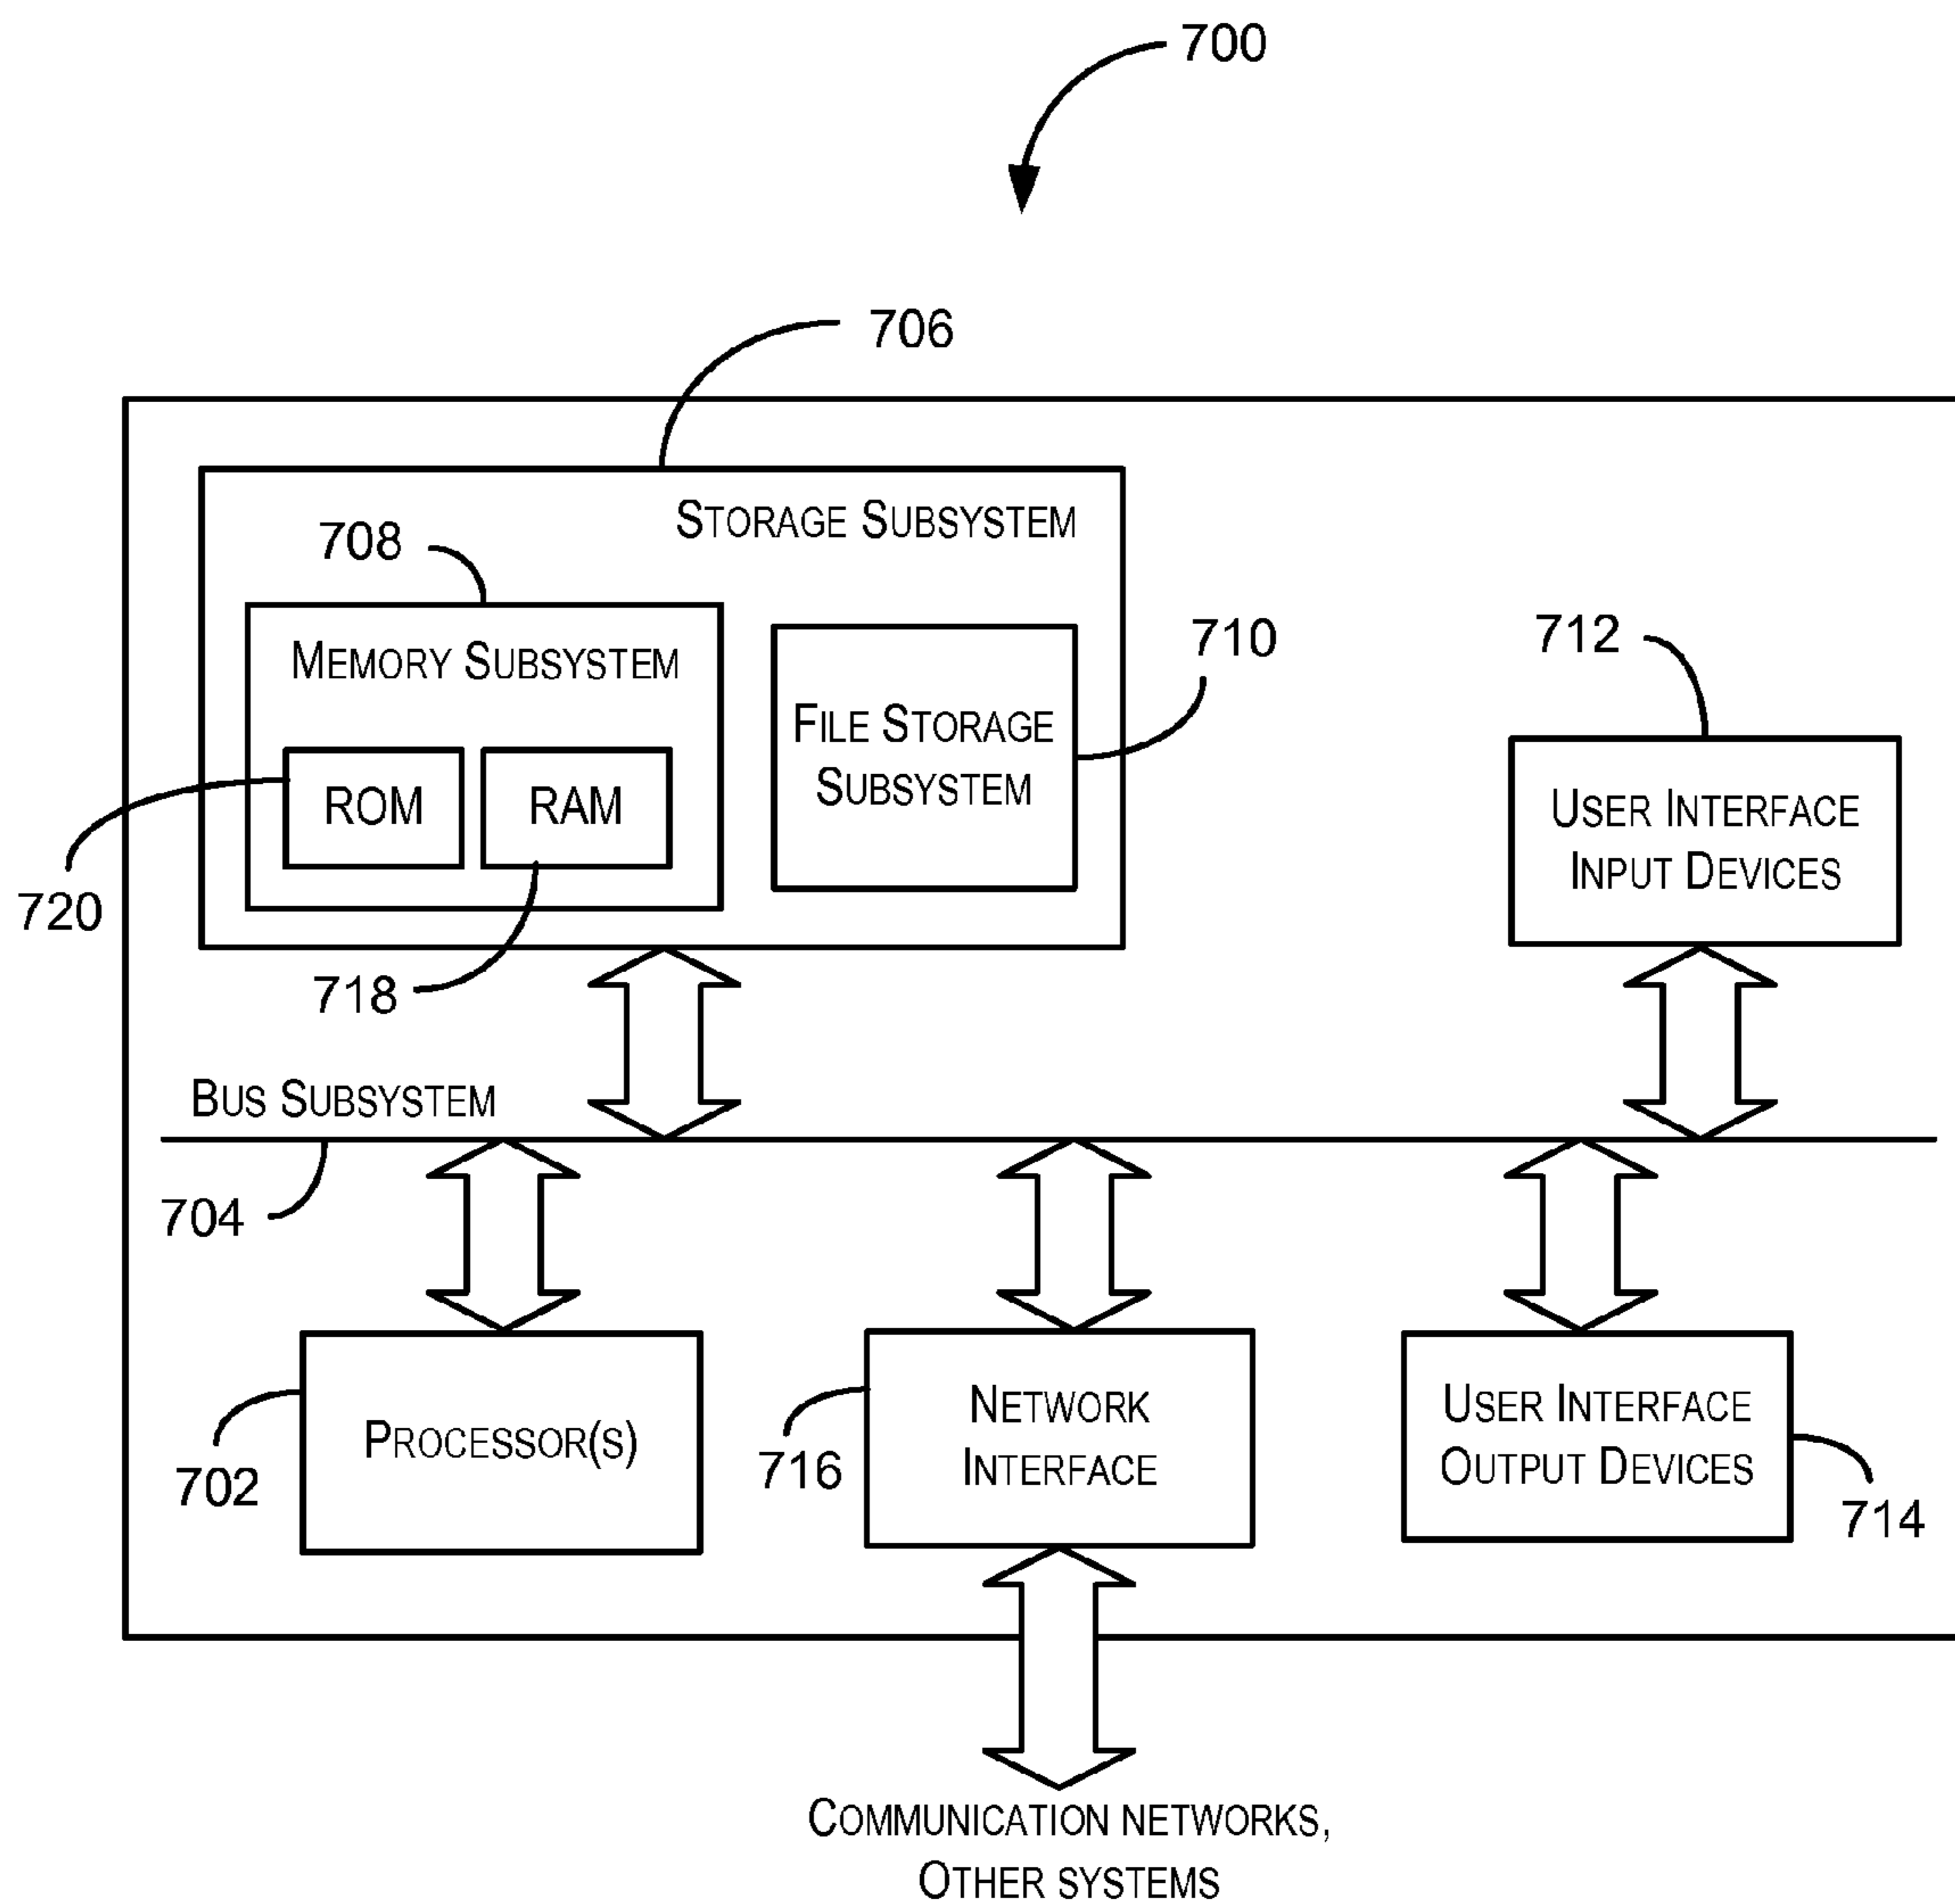 700
706
STORAGE SUBSYSTEM
708
MEMORY SUBSYSTEM
710
712
FILE STORAGE
SUBSYSTEM
ROM
RAM
USER INTERFACE
INPUT DEVICES
720
718
BUS SUBSYSTEM
704
PROCESSOR(S)
702
NETWORK
INTERFACE
716
USER INTERFACE
OUTPUT DEVICES
714
COMMUNICATION NETWORKS,
OTHER SYSTEMS